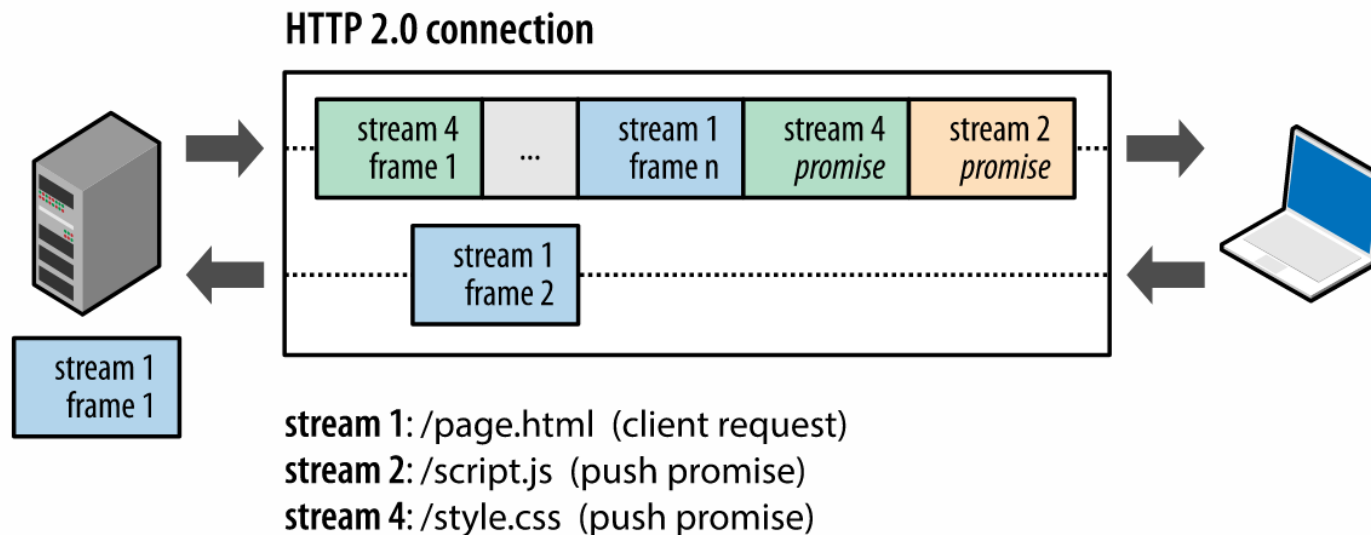 HTTP 2.0 connection
stream 4
frame 1
...
stream 1
frame n
stream 4
promise
stream 2
promise
stream 1
frame 2
stream 1
frame 1
stream 1: /page.html (client request)
stream 2: /script.js (push promise)
stream 4: /style.css (push promise)